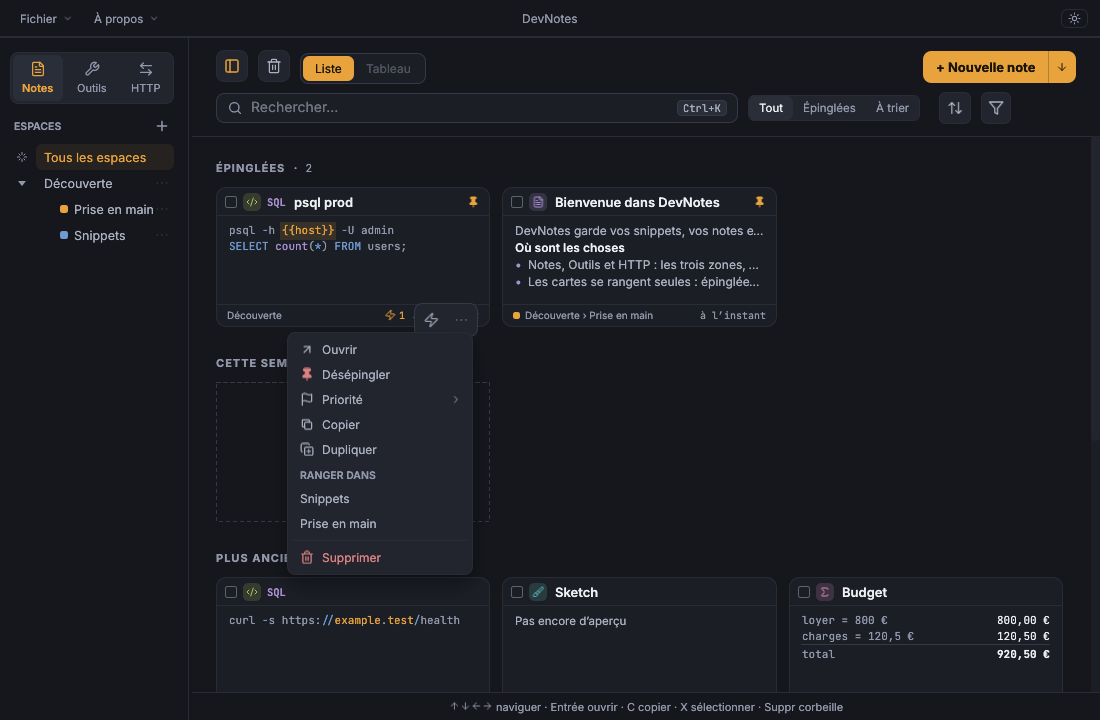 Fichier
À propos
DevNotes
Notes
Outils
HTTP
Liste
Tableau
+ Nouvelle note
Rechercher...
Ctrl+K
Tout
Épinglées
À trier
ESPACES
Tous les espaces
Découverte
Prise en main
Snippets
ÉPINGLÉES · 2
</> SQL psql prod
psql -h {{host}} -U admin
SELECT count(*) FROM users;
Découverte
1
Bienvenue dans DevNotes
DevNotes garde vos snippets, vos notes e...
Où sont les choses
• Notes, Outils et HTTP : les trois zones, ...
• Les cartes se rangent seules : épinglée...
Découverte › Prise en main
à l’instant
CETTE SEM
Ouvrir
Désépingler
Priorité
Copier
Dupliquer
RANGER DANS
Snippets
Prise en main
Supprimer
PLUS ANCIE
</> SQL
curl -s https://example.test/health
Sketch
Pas encore d’aperçu
Σ Budget
loyer = 800 € 800,00 €
charges = 120,5 € 120,50 €
total 920,50 €
↑↓←→ naviguer · Entrée ouvrir · C copier · X sélectionner · Suppr corbeille